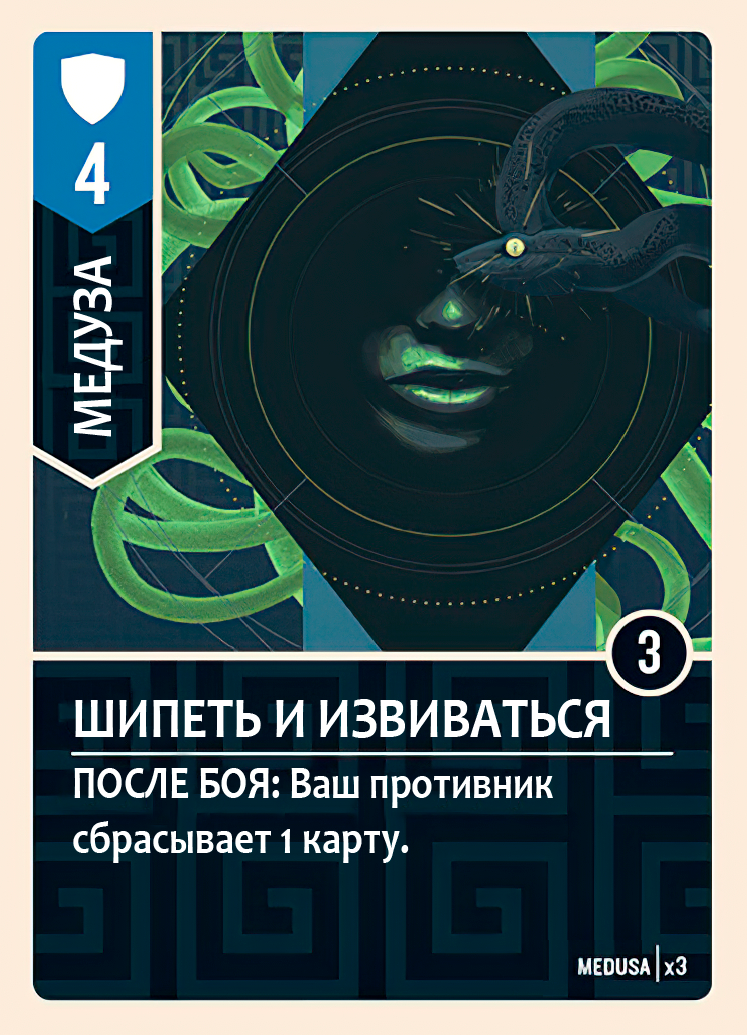 4
МЕДУЗА
3
ШИПЕТЬ И ИЗВИВАТЬСЯ
ПОСЛЕ БОЯ: Ваш противник
сбрасывает 1 карту.
MEDUSA | x3